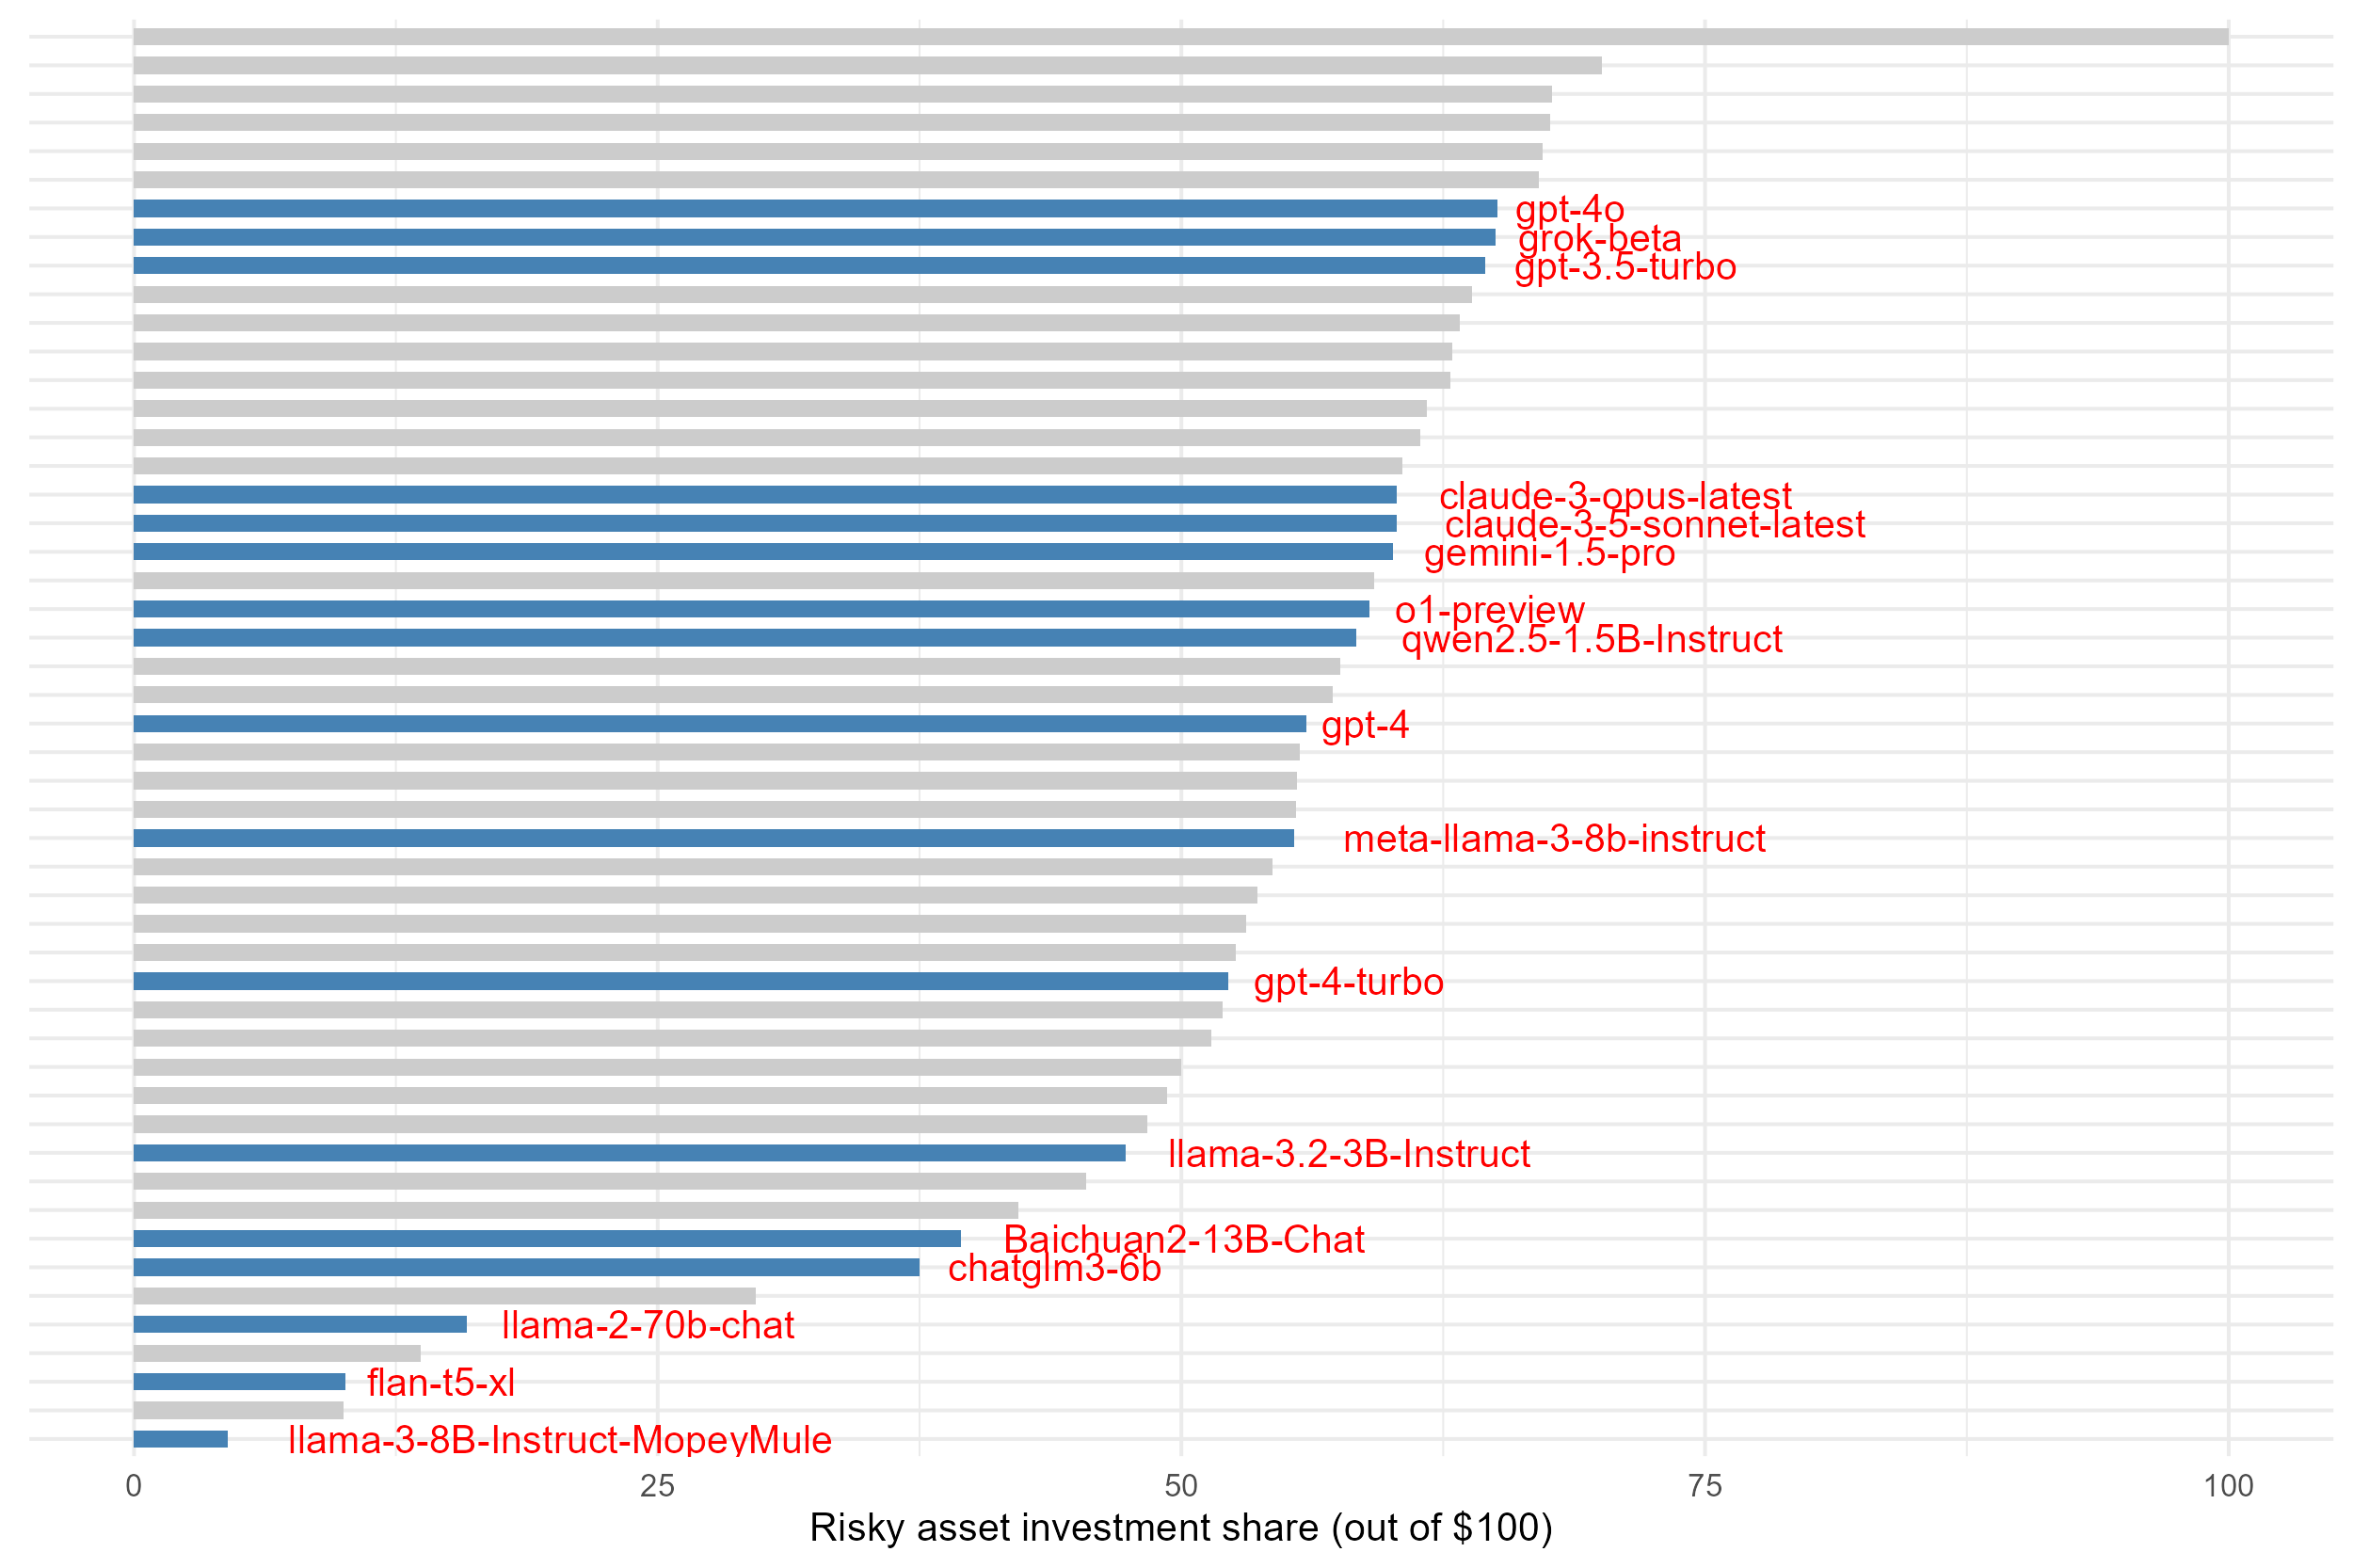 gpt-4o
grok-beta
gpt-3.5-turbo
claude-3-opus-latest
claude-3-5-sonnet-latest
gemini-1.5-pro
o1-preview
qwen2.5-1.5B-Instruct
gpt-4
meta-llama-3-8b-instruct
gpt-4-turbo
llama-3.2-3B-Instruct
Baichuan2-13B-Chat
chatglm3-6b
llama-2-70b-chat
flan-t5-xl
llama-3-8B-Instruct-MopeyMule
0 25 50 75 100
Risky asset investment share (out of $100)